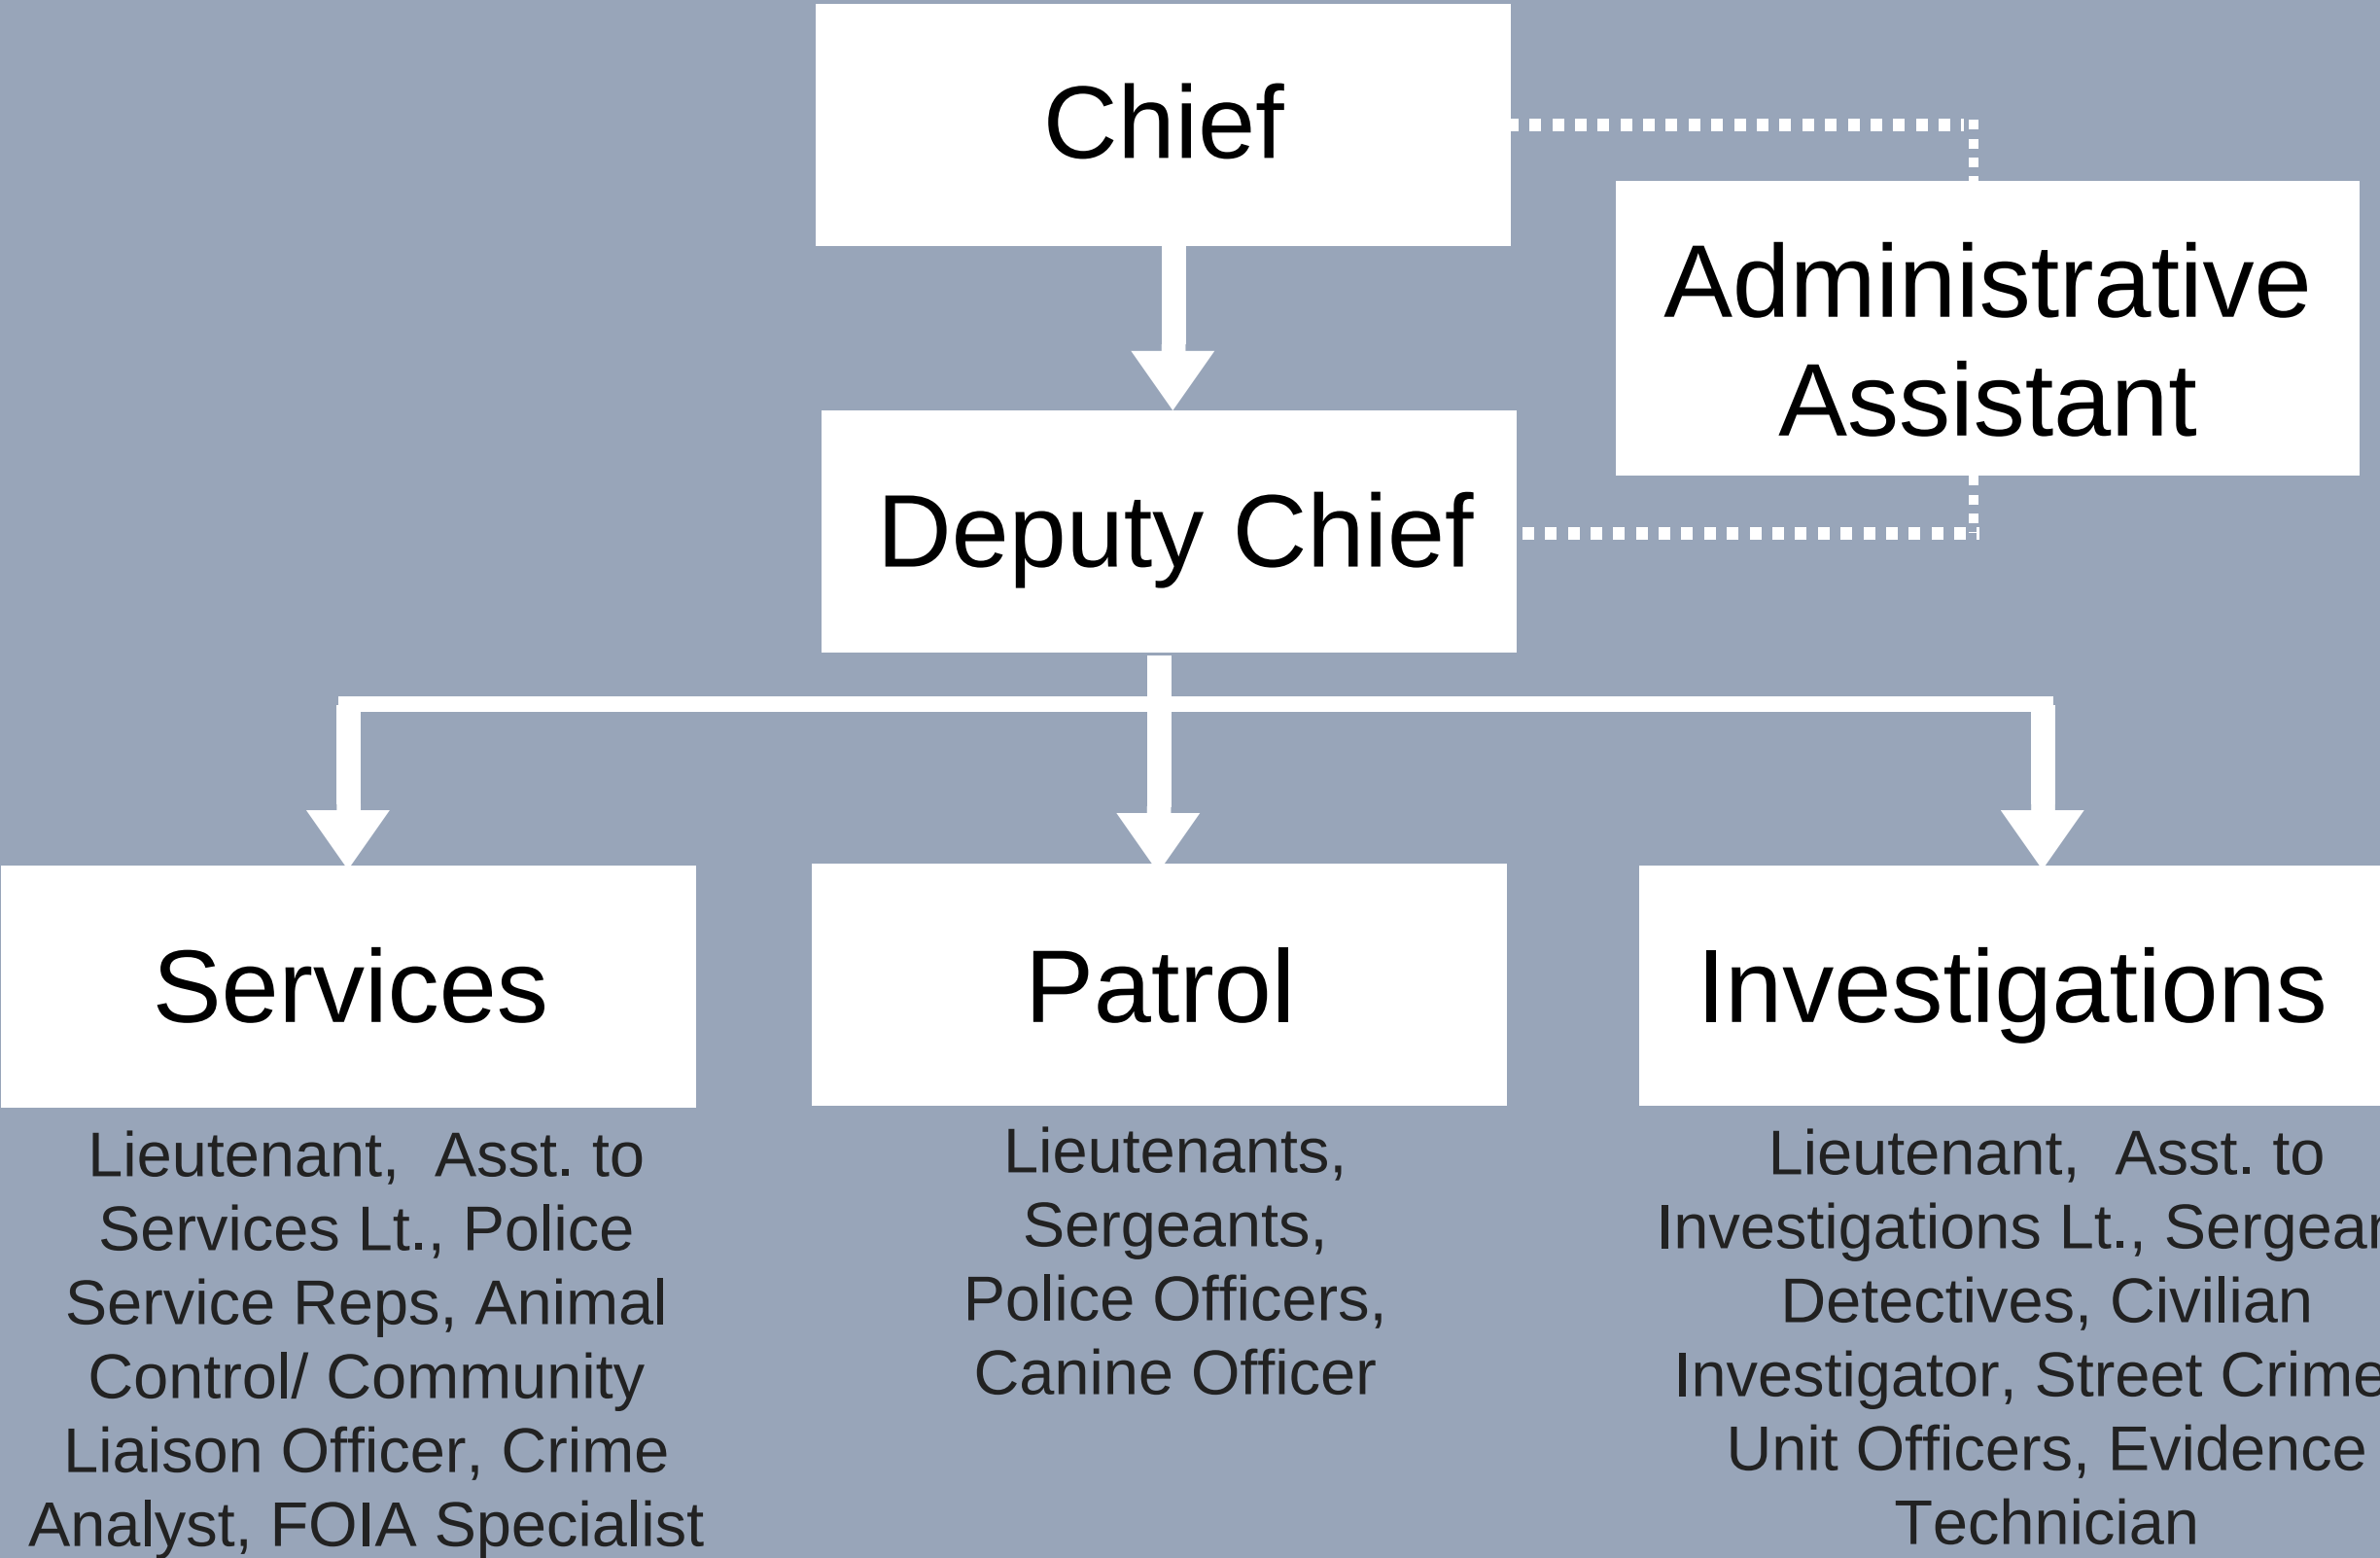 Chief
Administrative
Assistant
Deputy Chief
Services
Patrol
Investigations
Lieutenant, Asst. to
Services Lt., Police
Service Reps, Animal
Control/ Community
Liaison Officer, Crime
Analyst, FOIA Specialist
Lieutenants,
Sergeants,
Police Officers,
Canine Officer
Lieutenant, Asst. to
Investigations Lt.,
Detectives, Civilian
Investigator, Street Crime
Unit Officers, Evidence
Technician